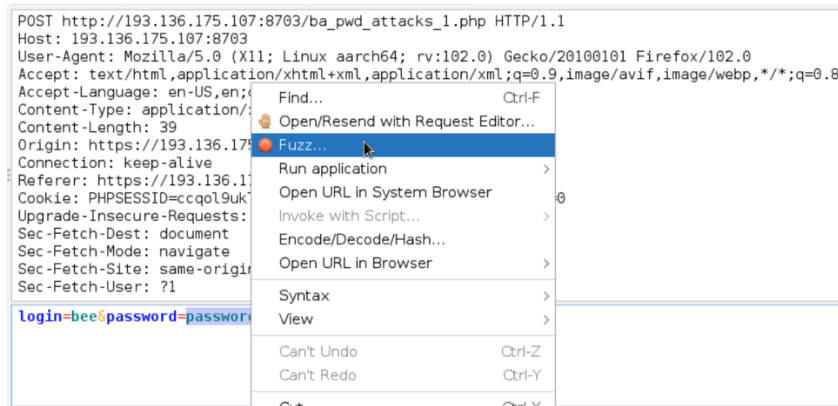 POST http://193.136.175.107:8703/ba_pwd_attacks_1.php HTTP/1.1
Host: 193.136.175.107:8703
User-Agent: Mozilla/5.0 (X11; Linux aarch64; rv:102.0) Gecko/20100101 Firefox/102.0
Accept: text/html,application/xhtml+xml,application/xml;q=0.9,image/avif,image/webp,*/*;q=0.8
Accept-Language: en-US,en;
Content-Type: application/
Content-Length: 39
Origin: https://193.136.175
Connection: keep-alive
Referer: https://193.136.1
Cookie: PHPSESSID=ccqol9uk =0
Upgrade-Insecure-Requests:
Sec-Fetch-Dest: document
Sec-Fetch-Mode: navigate
Sec-Fetch-Site: same-origin
Sec-Fetch-User: ?1
login=bee&password=password
Find... Ctrl-F
Open/Resend with Request Editor...
Fuzz...
Run application
Open URL in System Browser
Invoke with Script...
Encode/Decode/Hash...
Open URL in Browser
Syntax
View
Can't Undo Ctrl-Z
Can't Redo Ctrl-Y